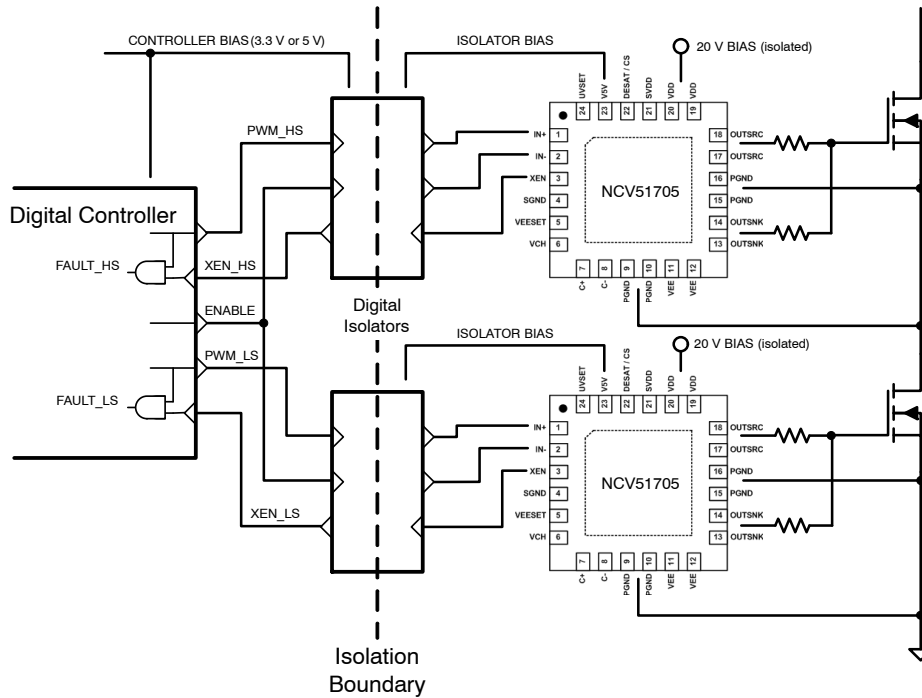 CONTROLLER BIAS (3.3 V or 5 V)
ISOLATOR BIAS
20 V BIAS (isolated)
UVSET
V5V
DESAT / CS
SVDD
VDD
VDD
24 23 22 21 20 19
PWM_HS
IN+ 1
IN- 2
XEN 3
SGND 4
VEESET 5
VCH 6
NCV51705
18 OUTSRC
17 OUTSRC
16 PGND
15 PGND
14 OUTSNK
13 OUTSNK
7 8 9 10 11 12
C+
C-
PGND
PGND
VEE
VEE
Digital Controller
FAULT_HS
XEN_HS
ENABLE
Digital
Isolators
PWM_LS
FAULT_LS
XEN_LS
ISOLATOR BIAS
20 V BIAS (isolated)
UVSET
V5V
DESAT / CS
SVDD
VDD
VDD
24 23 22 21 20 19
IN+ 1
IN- 2
XEN 3
SGND 4
VEESET 5
VCH 6
NCV51705
18 OUTSRC
17 OUTSRC
16 PGND
15 PGND
14 OUTSNK
13 OUTSNK
7 8 9 10 11 12
C+
C-
PGND
PGND
VEE
VEE
Isolation
Boundary